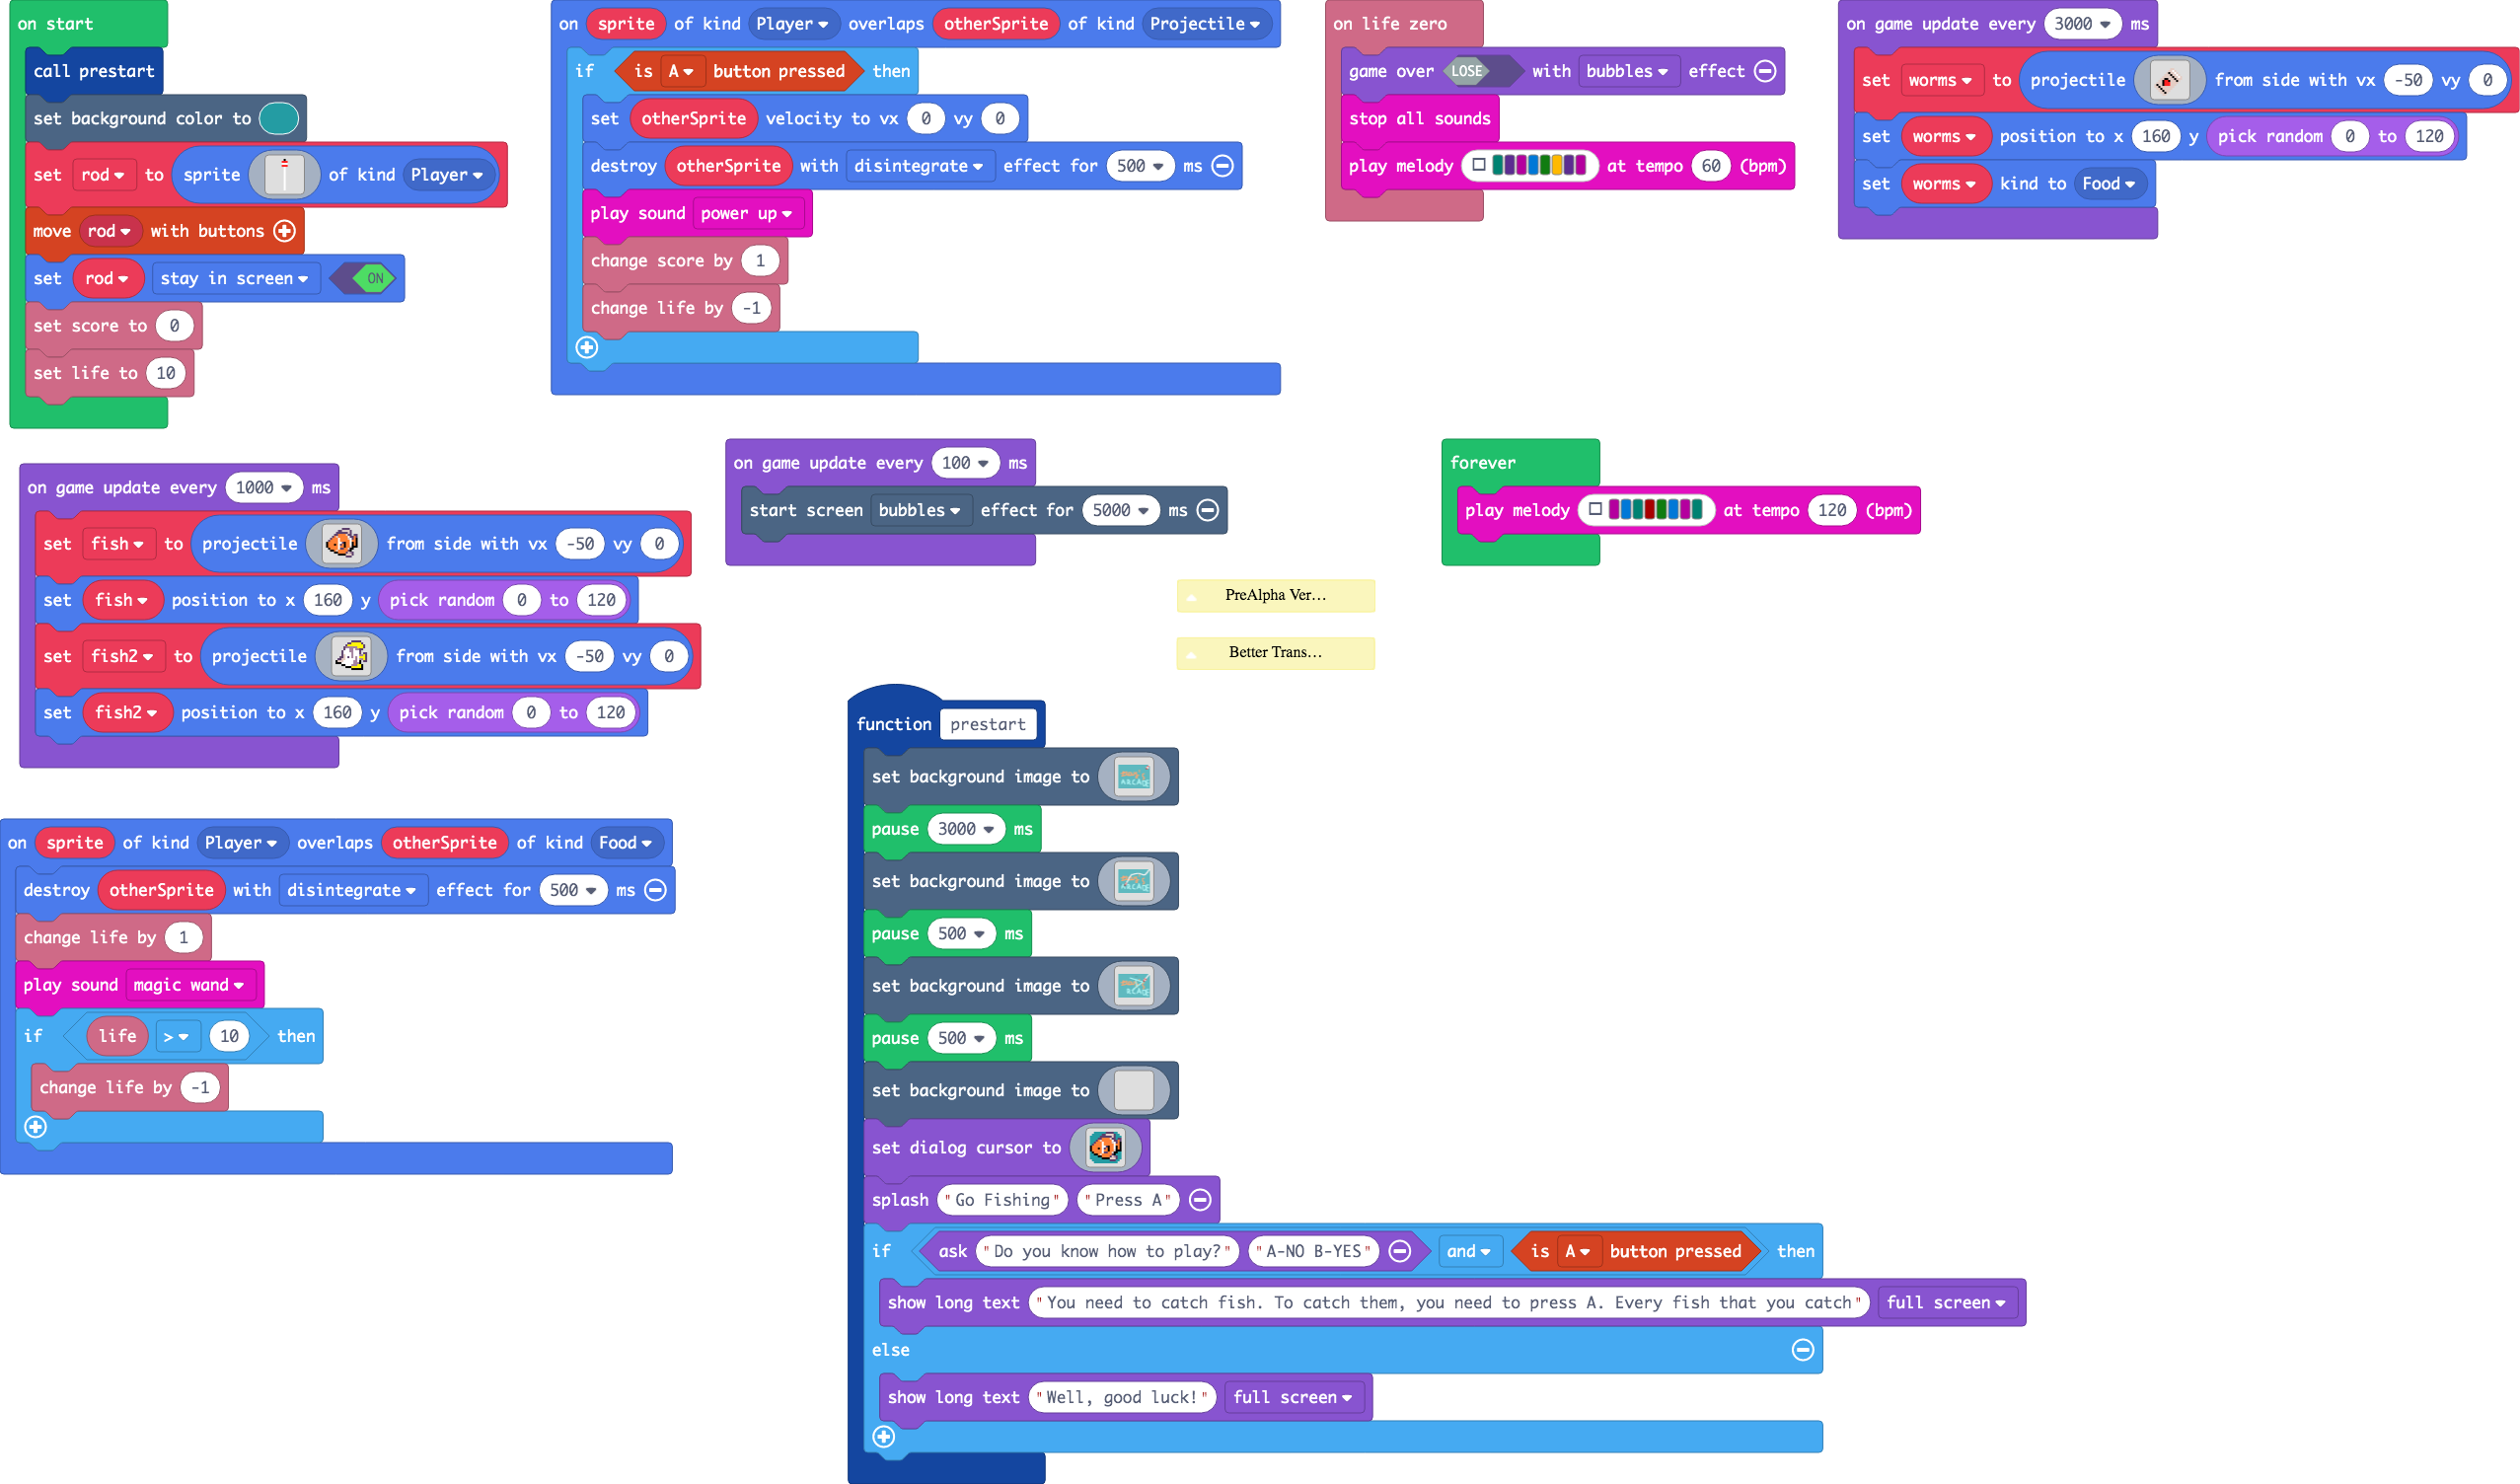 on start
call prestart
set background color to
set rod to sprite of kind Player
move rod with buttons
set rod stay in screen ON
set score to 0
set life to 10
on sprite of kind Player overlaps otherSprite of kind Projectile
if is A button pressed then
set otherSprite velocity to vx 0 vy 0
destroy otherSprite with disintegrate effect for 500 ms
play sound power up
change score by 1
change life by -1
on life zero
game over LOSE with bubbles effect
stop all sounds
play melody at tempo 60 (bpm)
on game update every 3000 ms
set worms to projectile from side with vx -50 vy 0
set worms position to x 160 y pick random 0 to 120
set worms kind to Food
on game update every 1000 ms
set fish to projectile from side with vx -50 vy 0
set fish position to x 160 y pick random 0 to 120
set fish2 to projectile from side with vx -50 vy 0
set fish2 position to x 160 y pick random 0 to 120
on game update every 100 ms
start screen bubbles effect for 5000 ms
forever
play melody at tempo 120 (bpm)
PreAlpha Ver...
Better Trans...
on sprite of kind Player overlaps otherSprite of kind Food
destroy otherSprite with disintegrate effect for 500 ms
change life by 1
play sound magic wand
if life > 10 then
change life by -1
function prestart
set background image to
pause 3000 ms
set background image to
pause 500 ms
set background image to
pause 500 ms
set background image to
set dialog cursor to
splash "Go Fishing" "Press A"
if ask "Do you know how to play?" "A-NO B-YES" and is A button pressed then
show long text "You need to catch fish. To catch them, you need to press A. Every fish that you catch" full screen
else
show long text "Well, good luck!" full screen